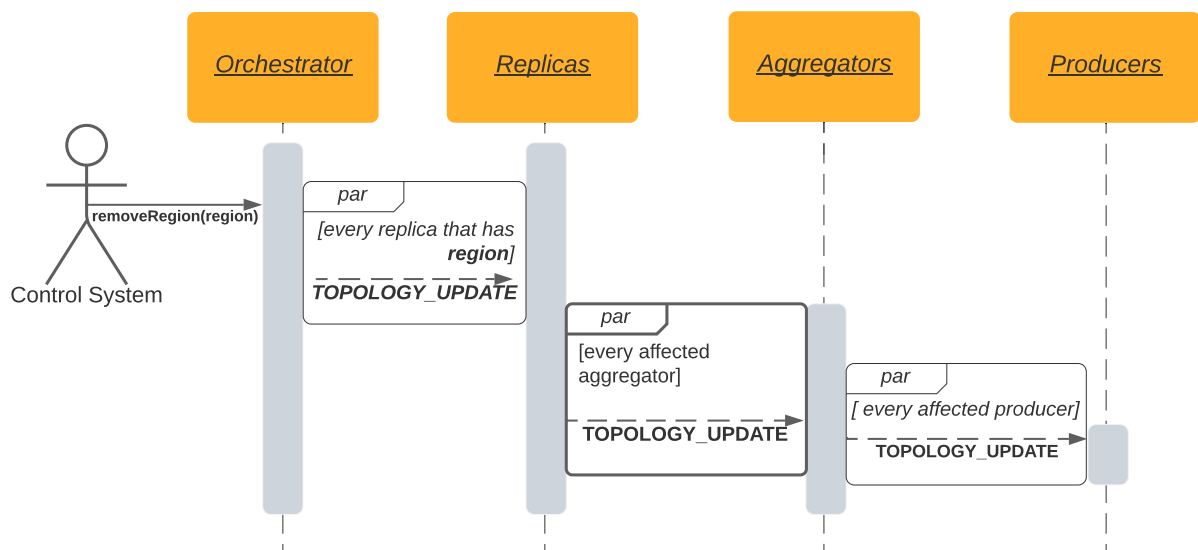 Orchestrator
Replicas
Aggregators
Producers
removeRegion(region)
Control System
par
[every replica that has
region]
TOPOLOGY_UPDATE
par
[every affected
aggregator]
TOPOLOGY_UPDATE
par
[ every affected producer]
TOPOLOGY_UPDATE